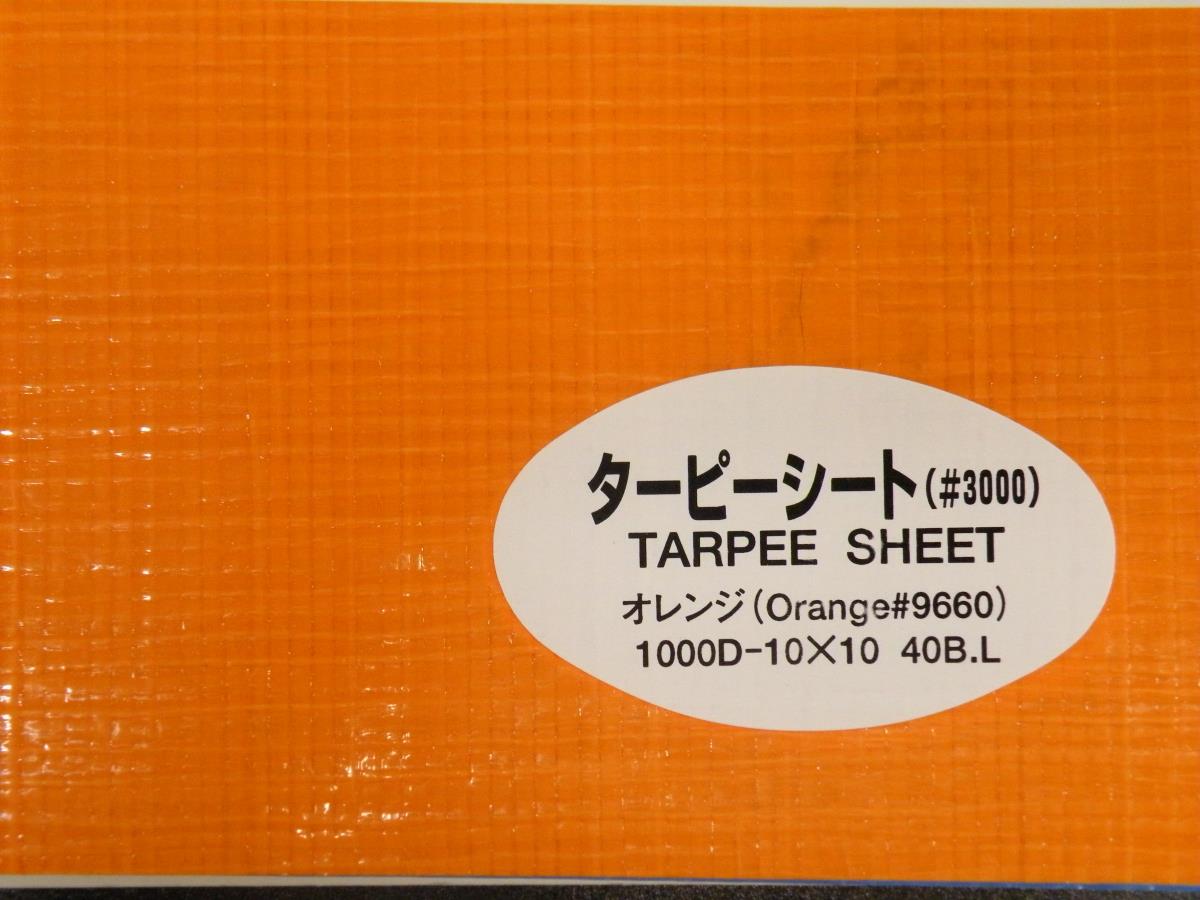 ターピーシート(#3000)
TARPEE SHEET
オレンジ(Orange#9660)
1000D-10×10 40B.L